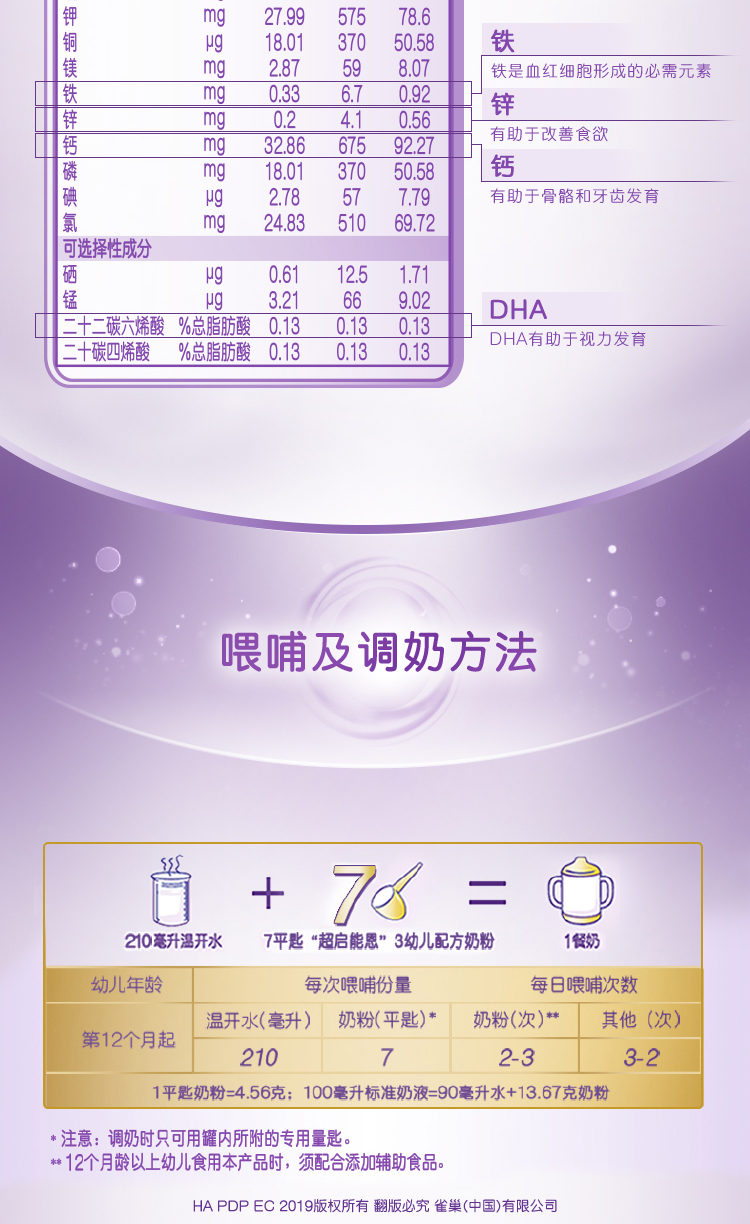 钾 mg 27.99 575 78.6
铜 μg 18.01 370 50.58
镁 mg 2.87 59 8.07
铁 mg 0.33 6.7 0.92
锌 mg 0.2 4.1 0.56
钙 mg 32.86 675 92.27
磷 mg 18.01 370 50.58
碘 μg 2.78 57 7.79
氯 mg 24.83 510 69.72
可选择性成分
硒 μg 0.61 12.5 1.71
锰 μg 3.21 66 9.02
二十二碳六烯酸 %总脂肪酸 0.13 0.13 0.13
二十碳四烯酸 %总脂肪酸 0.13 0.13 0.13
铁
铁是血红细胞形成的必需元素
锌
有助于改善食欲
钙
有助于骨骼和牙齿发育
DHA
DHA有助于视力发育
喂哺及调奶方法
+ 7 =
210毫升温开水 7平匙“超启能恩”3幼儿配方奶粉 1餐奶
幼儿年龄 每次喂哺份量 每日喂哺次数
第12个月起 温开水(毫升) 奶粉(平匙)* 奶粉(次)** 其他（次）
210 7 2-3 3-2
1平匙奶粉=4.56克；100毫升标准奶液=90毫升水+13.67克奶粉
* 注意：调奶时只可用罐内所附的专用量匙。
** 12个月龄以上幼儿食用本产品时，须配合添加辅助食品。
HA PDP EC 2019版权所有 翻版必究 雀巢(中国)有限公司